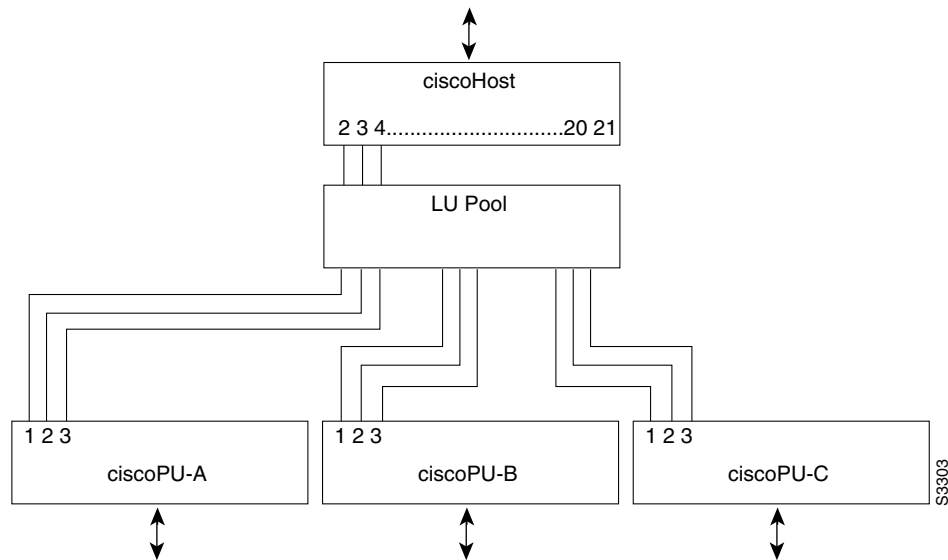 ciscoHost
2 3 4..............................20 21
LU Pool
1 2 3
ciscoPU-A
1 2 3
ciscoPU-B
1 2 3
ciscoPU-C
S3303